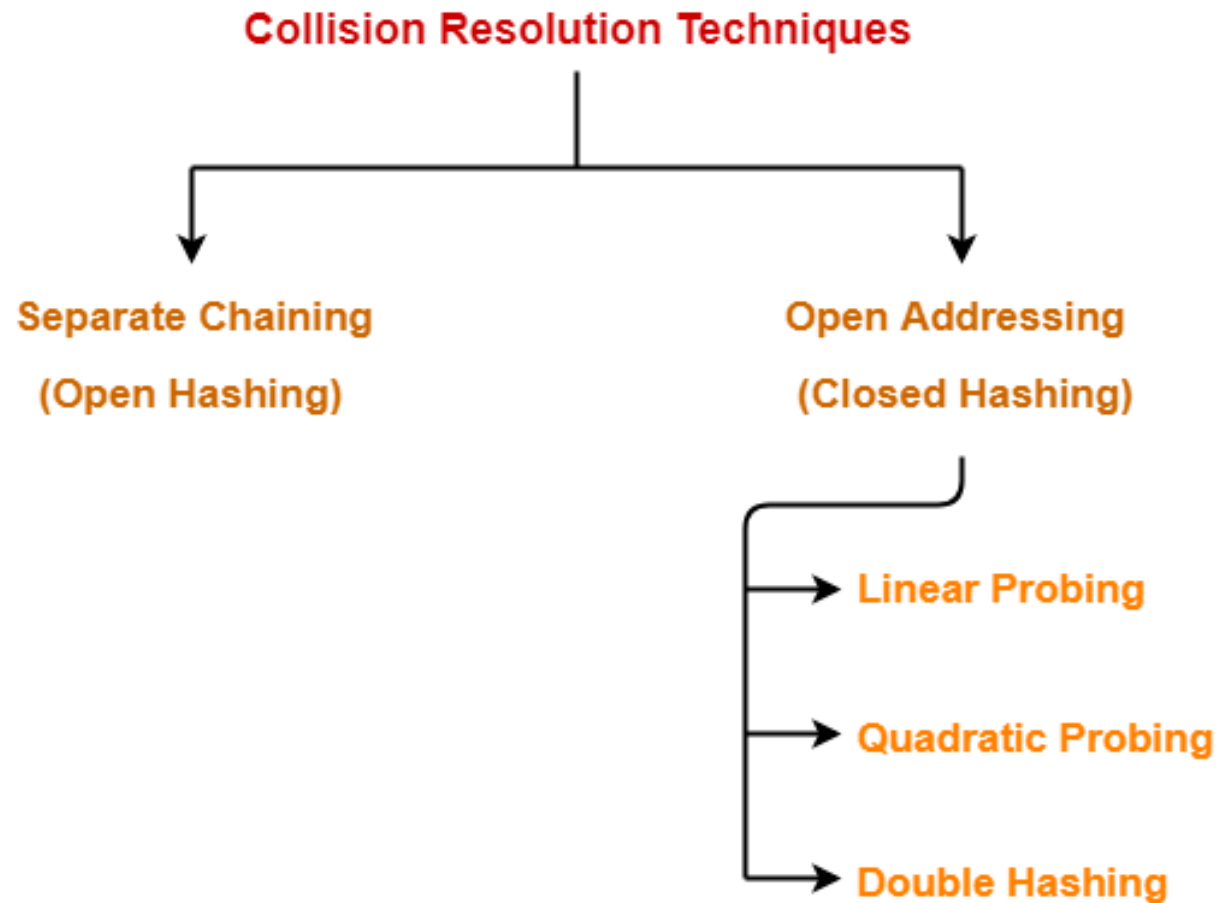 Collision Resolution Techniques
Separate Chaining
(Open Hashing)
Open Addressing
(Closed Hashing)
Linear Probing
Quadratic Probing
Double Hashing